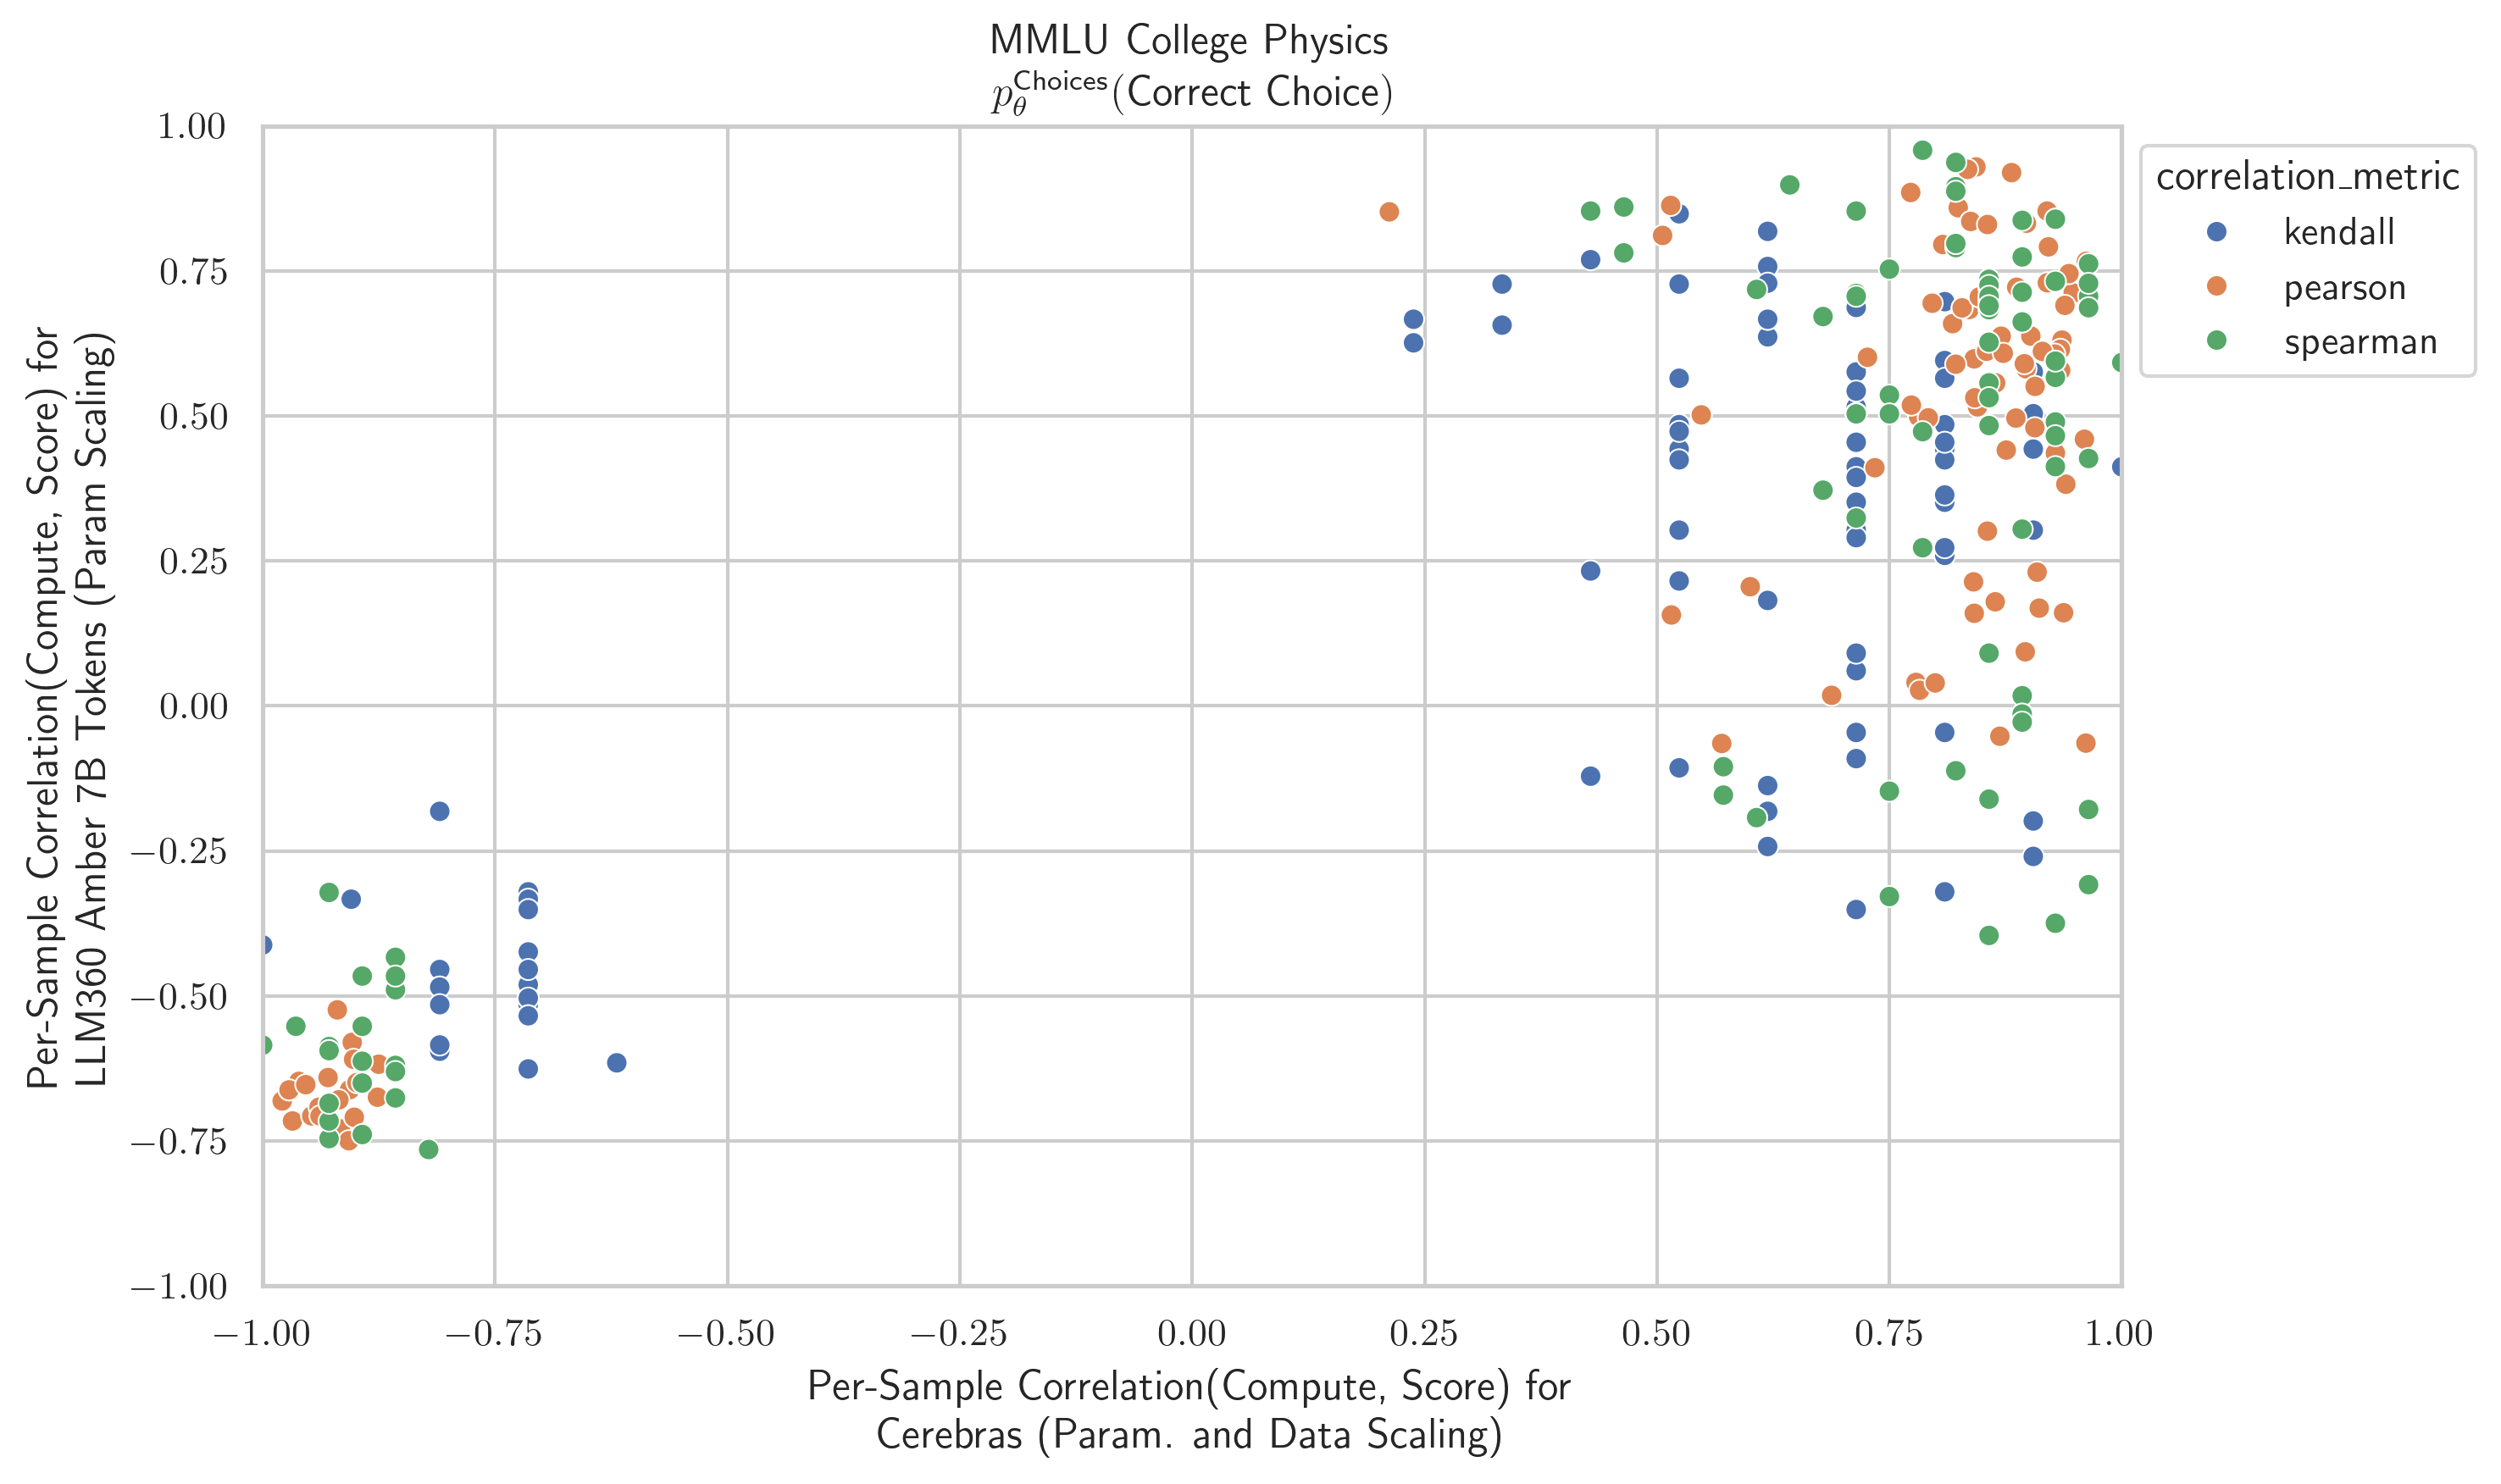 MMLU College Physics
p_θ^Choices(Correct Choice)
1.00
0.75
0.50
0.25
0.00
−0.25
−0.50
−0.75
−1.00
Per-Sample Correlation(Compute, Score) for
LLM360 Amber 7B Tokens (Param Scaling)
correlation_metric
kendall
pearson
spearman
−1.00 −0.75 −0.50 −0.25 0.00 0.25 0.50 0.75 1.00
Per-Sample Correlation(Compute, Score) for
Cerebras (Param. and Data Scaling)